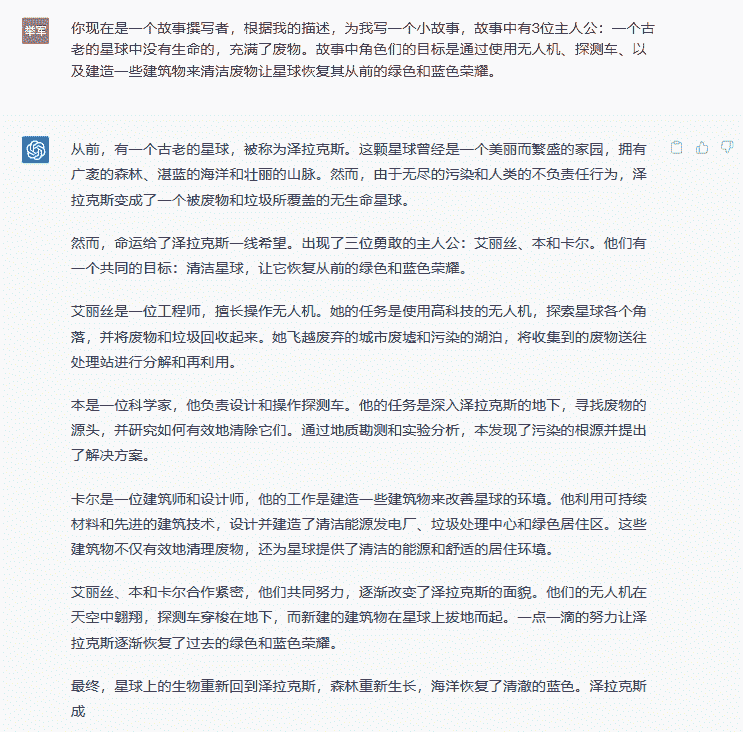 举军
你现在是一个故事撰写者，根据我的描述，为我写一个小故事，故事中有3位主人公：一个古
老的星球中没有生命的，充满了废物。故事中角色们的目标是通过使用无人机、探测车、以
及建造一些建筑物来清洁废物让星球恢复其从前的绿色和蓝色荣耀。
从前，有一个古老的星球，被称为泽拉克斯。这颗星球曾经是一个美丽而繁盛的家园，拥有
广袤的森林、湛蓝的海洋和壮丽的山脉。然而，由于无尽的污染和人类的不负责任行为，泽
拉克斯变成了一个被废物和垃圾所覆盖的无生命星球。
然而，命运给了泽拉克斯一线希望。出现了三位勇敢的主人公：艾丽丝、本和卡尔。他们有
一个共同的目标：清洁星球，让它恢复从前的绿色和蓝色荣耀。
艾丽丝是一位工程师，擅长操作无人机。她的任务是使用高科技的无人机，探索星球各个角
落，并将废物和垃圾回收起来。她飞越废弃的城市废墟和污染的湖泊，将收集到的废物送往
处理站进行分解和再利用。
本是一位科学家，他负责设计和操作探测车。他的任务是深入泽拉克斯的地下，寻找废物的
源头，并研究如何有效地清除它们。通过地质勘测和实验分析，本发现了污染的根源并提出
了解决方案。
卡尔是一位建筑师和设计师，他的工作是建造一些建筑物来改善星球的环境。他利用可持续
材料和先进的建筑技术，设计并建造了清洁能源发电厂、垃圾处理中心和绿色居住区。这些
建筑物不仅有效地清理废物，还为星球提供了清洁的能源和舒适的居住环境。
艾丽丝、本和卡尔合作紧密，他们共同努力，逐渐改变了泽拉克斯的面貌。他们的无人机在
天空中翱翔，探测车穿梭在地下，而新建的建筑物在星球上拔地而起。一点一滴的努力让泽
拉克斯逐渐恢复了过去的绿色和蓝色荣耀。
最终，星球上的生物重新回到泽拉克斯，森林重新生长，海洋恢复了清澈的蓝色。泽拉克斯
成